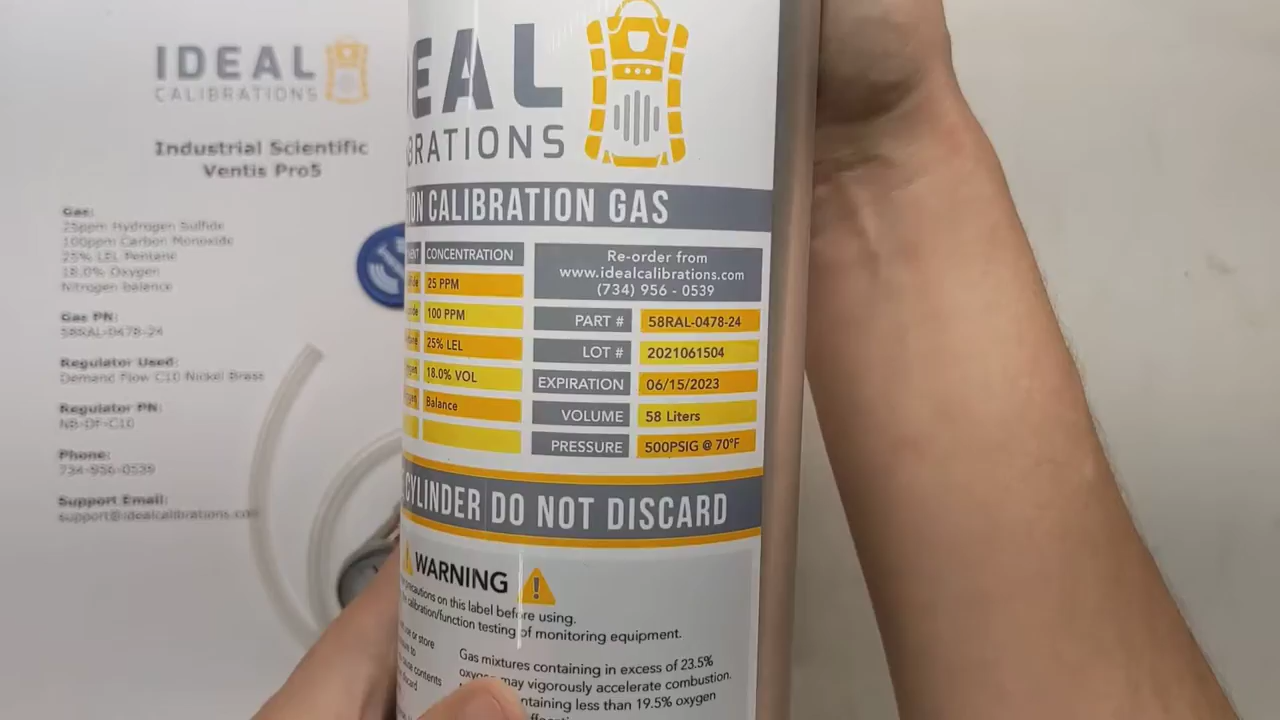 IDEAL
CALIBRATIONS
Industrial Scientific
Ventis Pro5
Gas:
25ppm Hydrogen Sulfide
100ppm Carbon Monoxide
25% LEL Pentane
18.0% Oxygen
Nitrogen balance
Gas PN:
58RAL-0478-24
Regulator Used:
Demand Flow C10 Nickel Brass
Regulator PN:
NB-DF-C10
Phone:
734-956-0539
Support Email:
support@idealcalibrations.com
EAL
BRATIONS
ION CALIBRATION GAS
CONCENTRATION
25 PPM
100 PPM
25% LEL
18.0% VOL
Balance
Re-order from
www.idealcalibrations.com
(734) 956 - 0539
PART # 58RAL-0478-24
LOT # 2021061504
EXPIRATION 06/15/2023
VOLUME 58 Liters
PRESSURE 500PSIG @ 70°F
CYLINDER DO NOT DISCARD
WARNING
precautions on this label before using.
calibration/function testing of monitoring equipment.
use or store
to
contents
Gas mixtures containing in excess of 23.5%
may vigorously accelerate combustion.
less than 19.5% oxygen